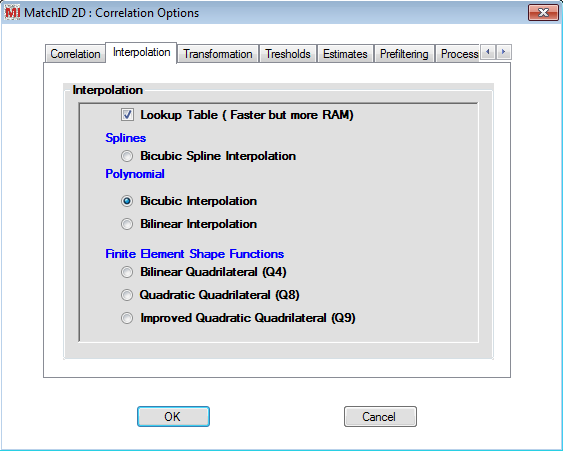 MatchID 2D : Correlation Options
Correlation Interpolation Transformation Tresholds Estimates Prefiltering Process
Interpolation
Lookup Table ( Faster but more RAM)
Splines
Bicubic Spline Interpolation
Polynomial
Bicubic Interpolation
Bilinear Interpolation
Finite Element Shape Functions
Bilinear Quadrilateral (Q4)
Quadratic Quadrilateral (Q8)
Improved Quadratic Quadrilateral (Q9)
OK Cancel